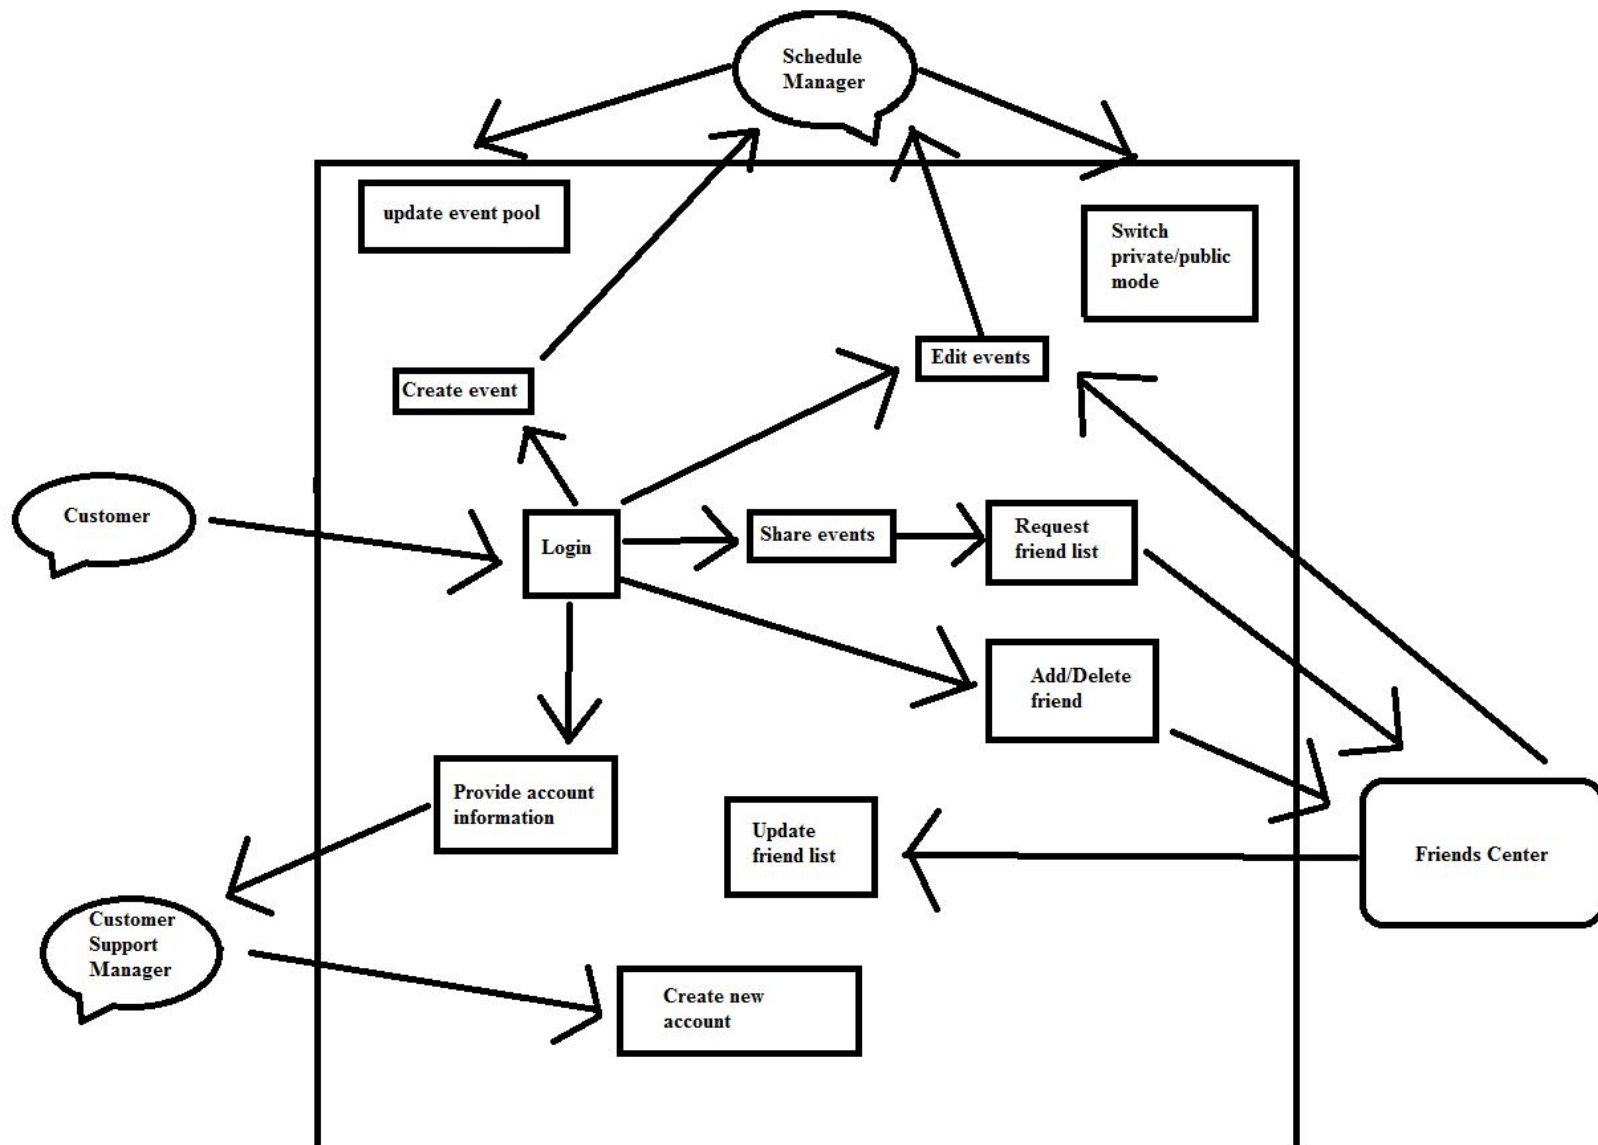 Schedule
Manager
update event pool
Switch
private/public
mode
Edit events
Create event
Customer
Login
Share events
Request
friend list
Add/Delete
friend
Provide account
information
Update
friend list
Friends Center
Customer
Support
Manager
Create new
account